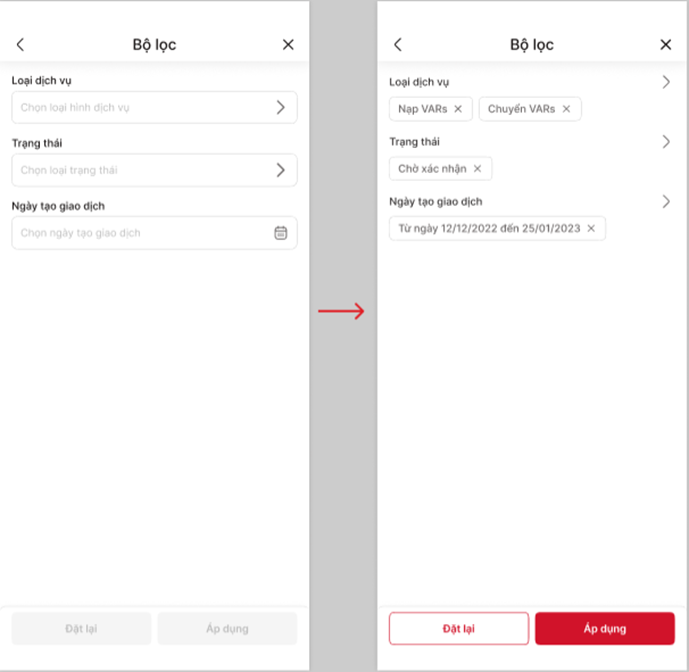 Bộ lọc
Loại dịch vụ
Chọn loại hình dịch vụ
Trạng thái
Chọn loại trạng thái
Ngày tạo giao dịch
Chọn ngày tạo giao dịch
Đặt lại
Áp dụng
Bộ lọc
Loại dịch vụ
Nạp VARs
Chuyển VARs
Trạng thái
Chờ xác nhận
Ngày tạo giao dịch
Từ ngày 12/12/2022 đến 25/01/2023
Đặt lại
Áp dụng